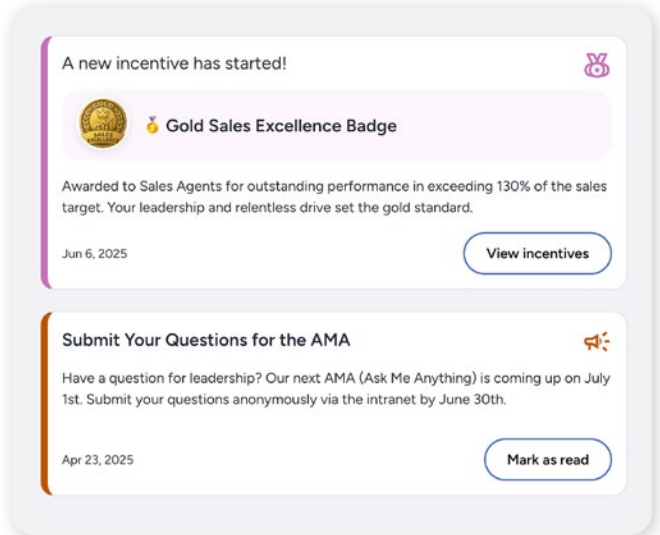 A new incentive has started!
GOLD
SALES
EXCELLENCE
🏅 Gold Sales Excellence Badge
Awarded to Sales Agents for outstanding performance in exceeding 130% of the sales
target. Your leadership and relentless drive set the gold standard.
Jun 6, 2025
View incentives
Submit Your Questions for the AMA
Have a question for leadership? Our next AMA (Ask Me Anything) is coming up on July
1st. Submit your questions anonymously via the intranet by June 30th.
Apr 23, 2025
Mark as read